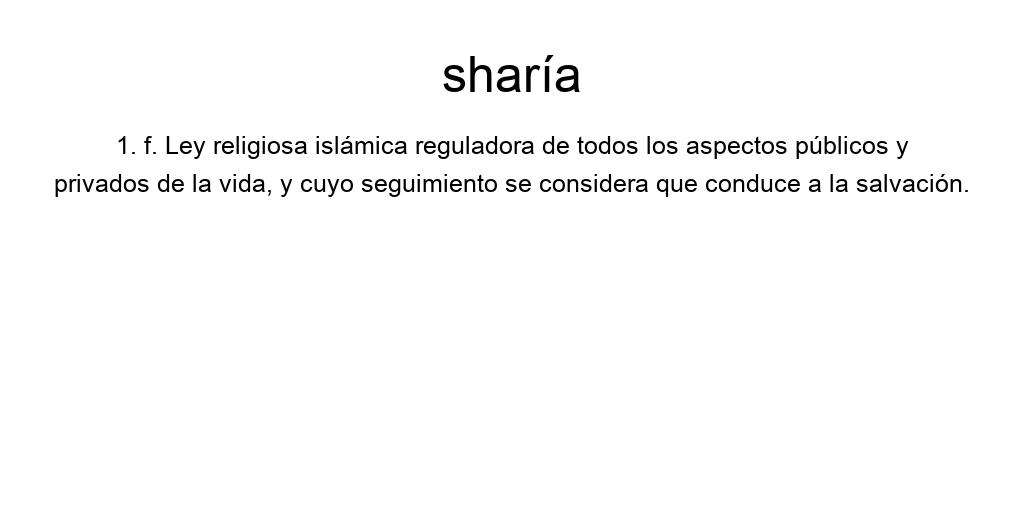 sharía
1. f. Ley religiosa islámica reguladora de todos los aspectos públicos y
privados de la vida, y cuyo seguimiento se considera que conduce a la salvación.